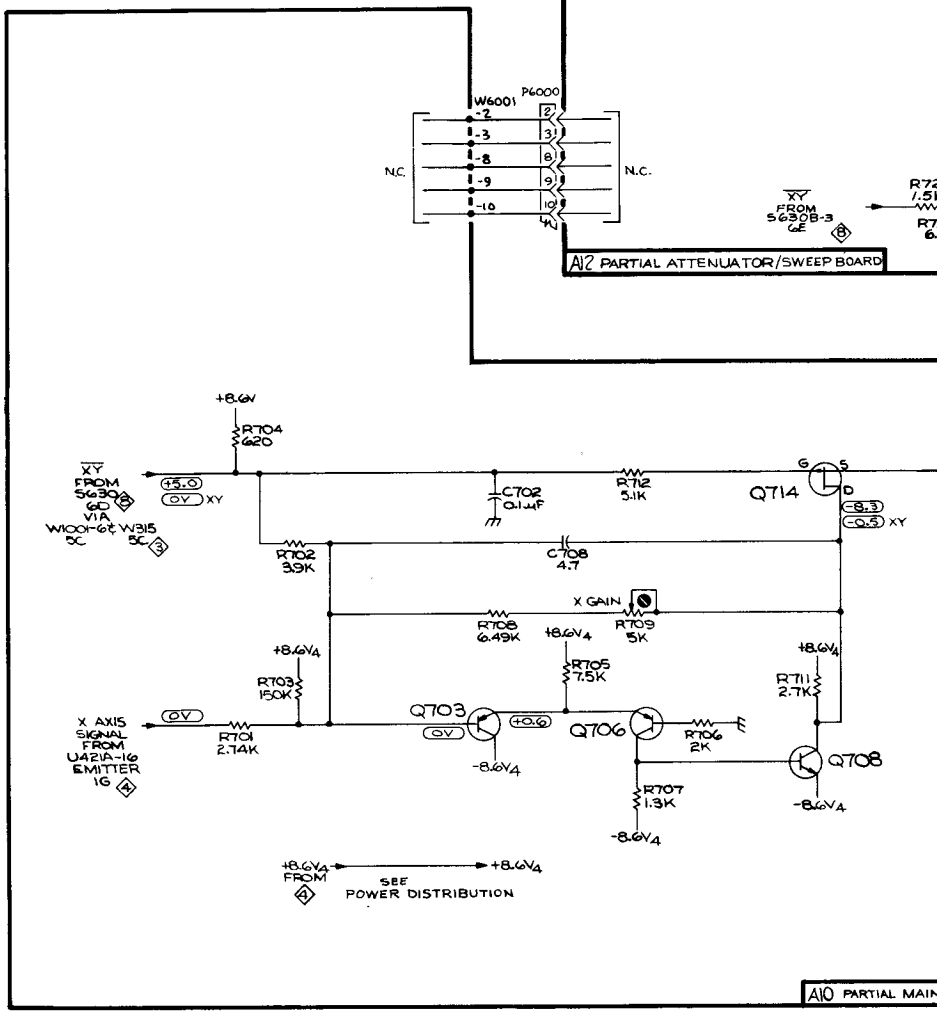 W6001
P6000
-2
2
-3
3
-8
8
-9
9
-10
10
N.C.
N.C.
XY
FROM
S630B-3
6E
8
R72
1.5K
R7
6.
A12 PARTIAL ATTENUATOR/SWEEP BOARD
+8.6V
R704
620
XY
FROM
S630
8
6D
VIA
W1001-6 & W315
5C
5C
3
+5.0
0V XY
C702
0.1µF
R712
5.1K
G
S
D
Q714
-8.3
-0.5 XY
R702
3.9K
C708
4.7
X GAIN
R708
6.49K
R709
5K
+8.6V4
R703
150K
+8.6V4
R705
7.5K
+8.6V4
R711
2.7K
X AXIS
SIGNAL
FROM
U421A-16
EMITTER
1G
4
0V
R701
2.74K
Q703
0V
+0.6
-8.6V4
Q706
R706
2K
R707
1.3K
-8.6V4
Q708
-8.6V4
+8.6V4
FROM
4
+8.6V4
SEE
POWER DISTRIBUTION
A10 PARTIAL MAIN